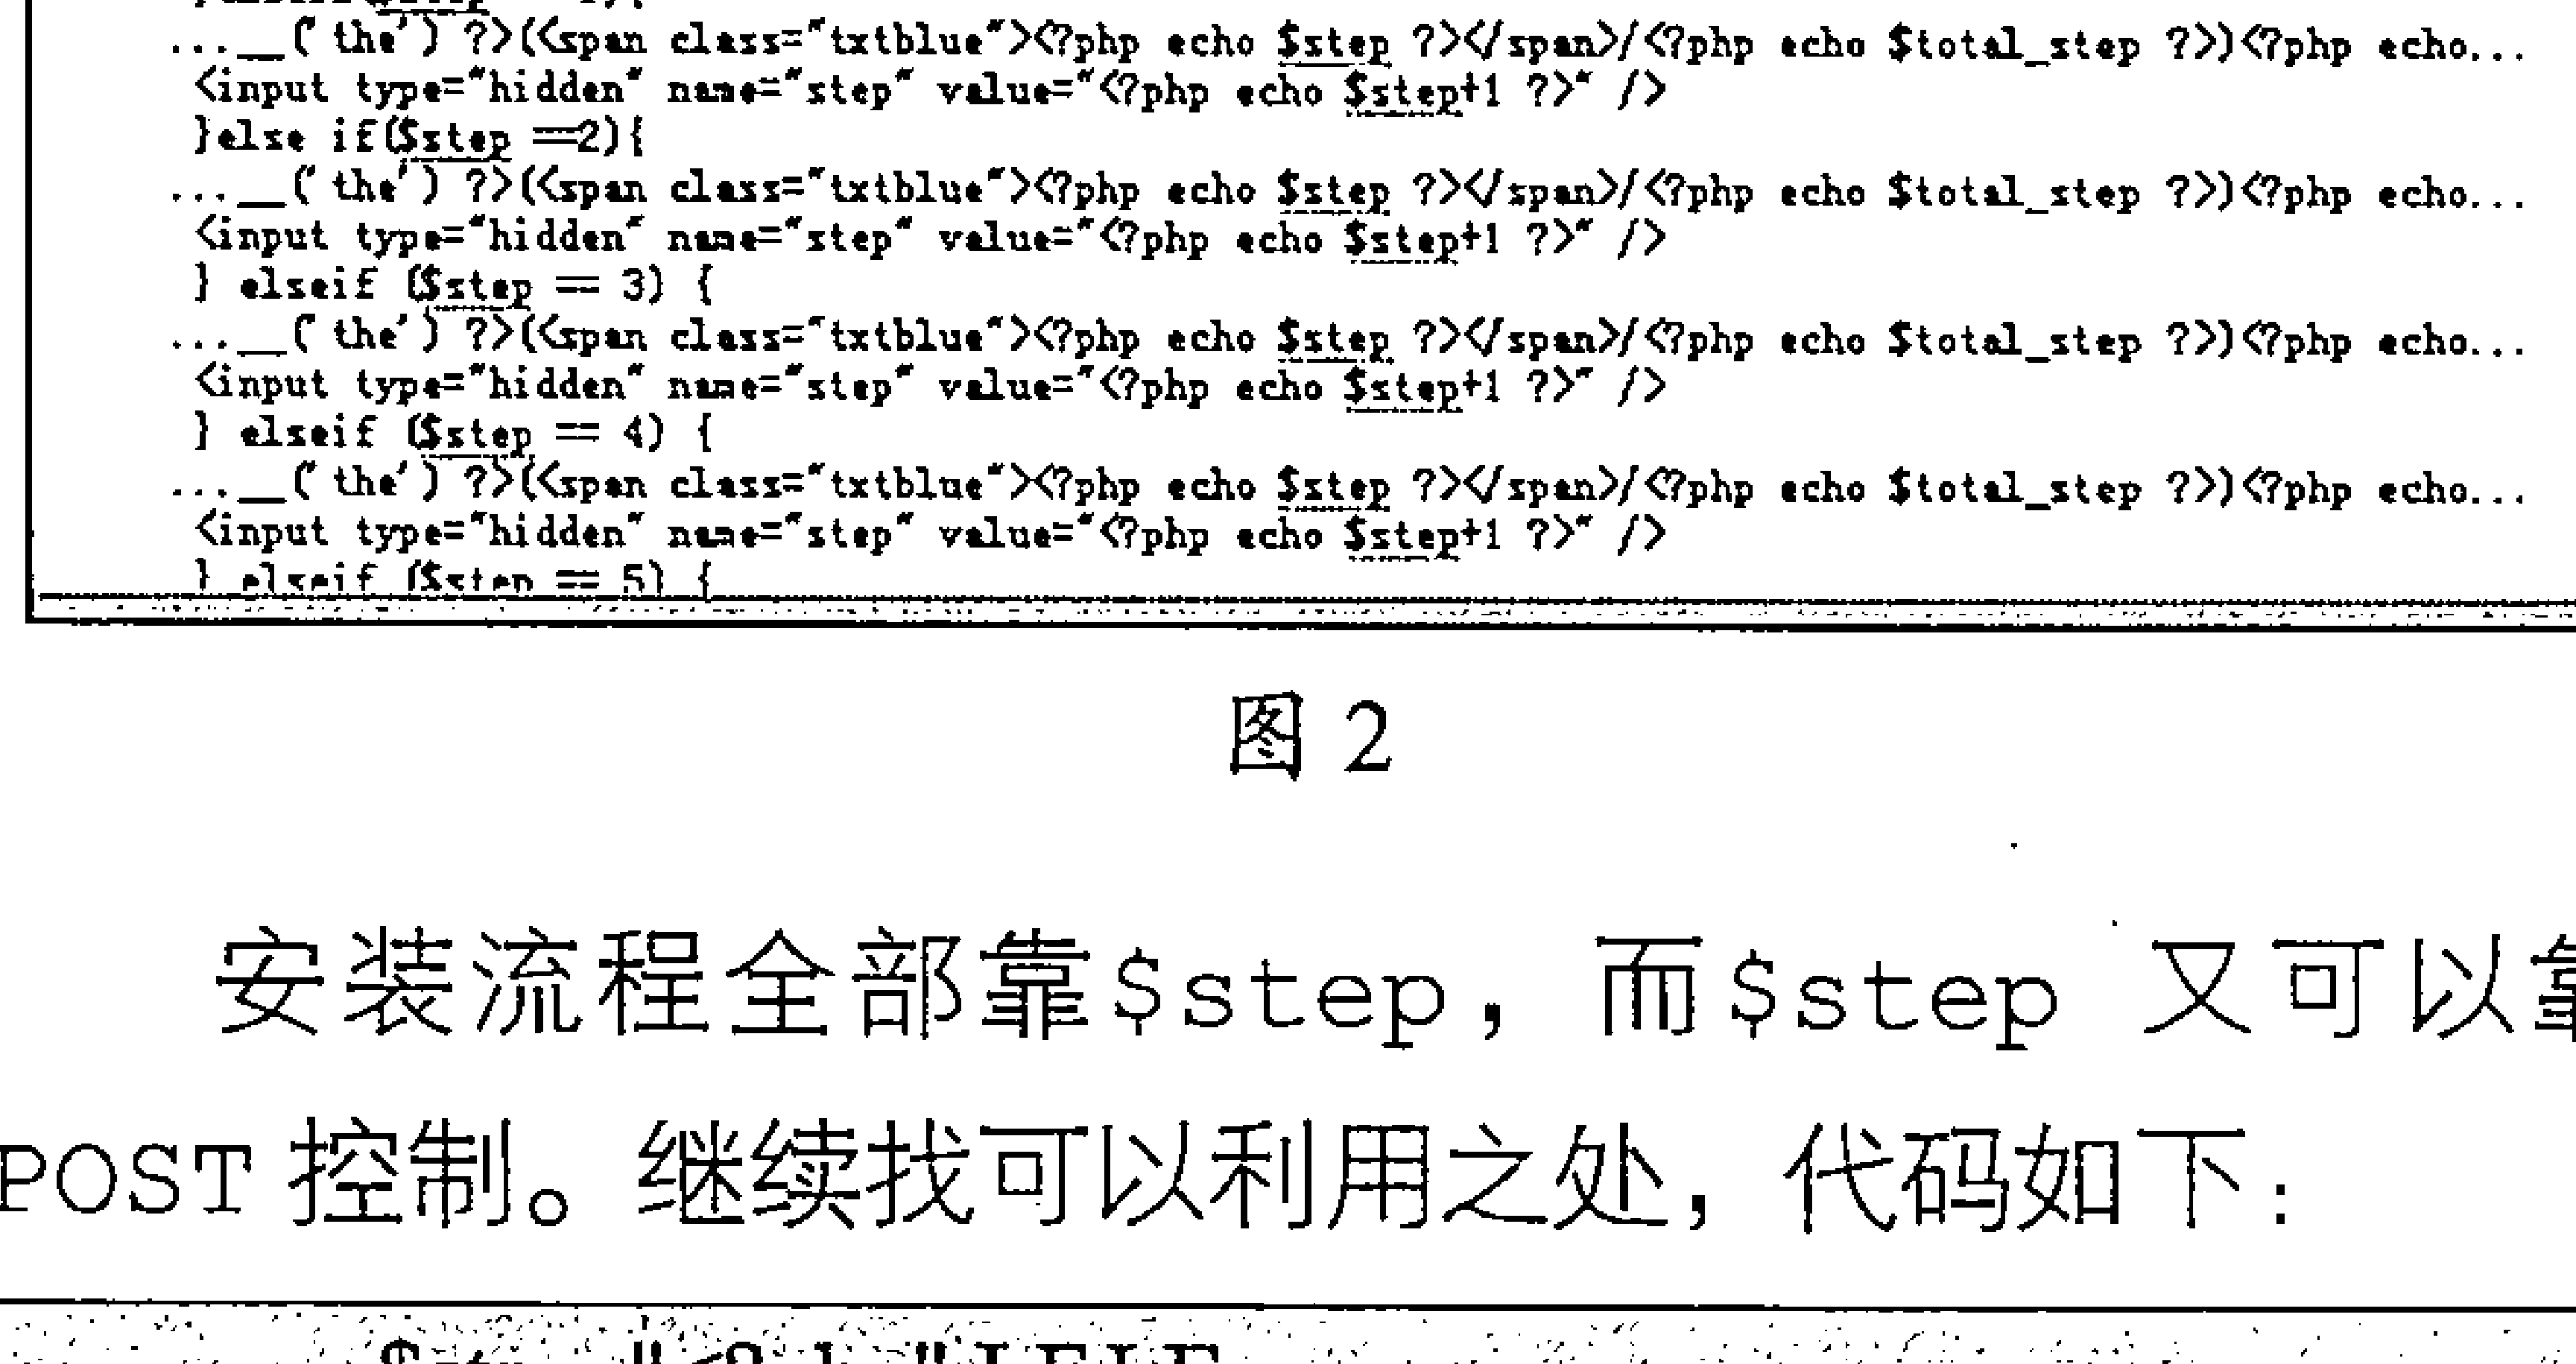 ...__('the') ?>(<span class="txtblue"><?php echo $step ?></span>/<?php echo $total_step ?>)<?php echo...
<input type="hidden" name="step" value="<?php echo $step+1 ?>" />
}else if($step ==2){
...__('the') ?>(<span class="txtblue"><?php echo $step ?></span>/<?php echo $total_step ?>)<?php echo...
<input type="hidden" name="step" value="<?php echo $step+1 ?>" />
} elseif ($step == 3) {
...__('the') ?>(<span class="txtblue"><?php echo $step ?></span>/<?php echo $total_step ?>)<?php echo...
<input type="hidden" name="step" value="<?php echo $step+1 ?>" />
} elseif ($step == 4) {
...__('the') ?>(<span class="txtblue"><?php echo $step ?></span>/<?php echo $total_step ?>)<?php echo...
<input type="hidden" name="step" value="<?php echo $step+1 ?>" />
} elseif ($step == 5) {
图 2
安装流程全部靠$step，而$step 又可以靠
POST 控制。继续找可以利用之处，代码如下：